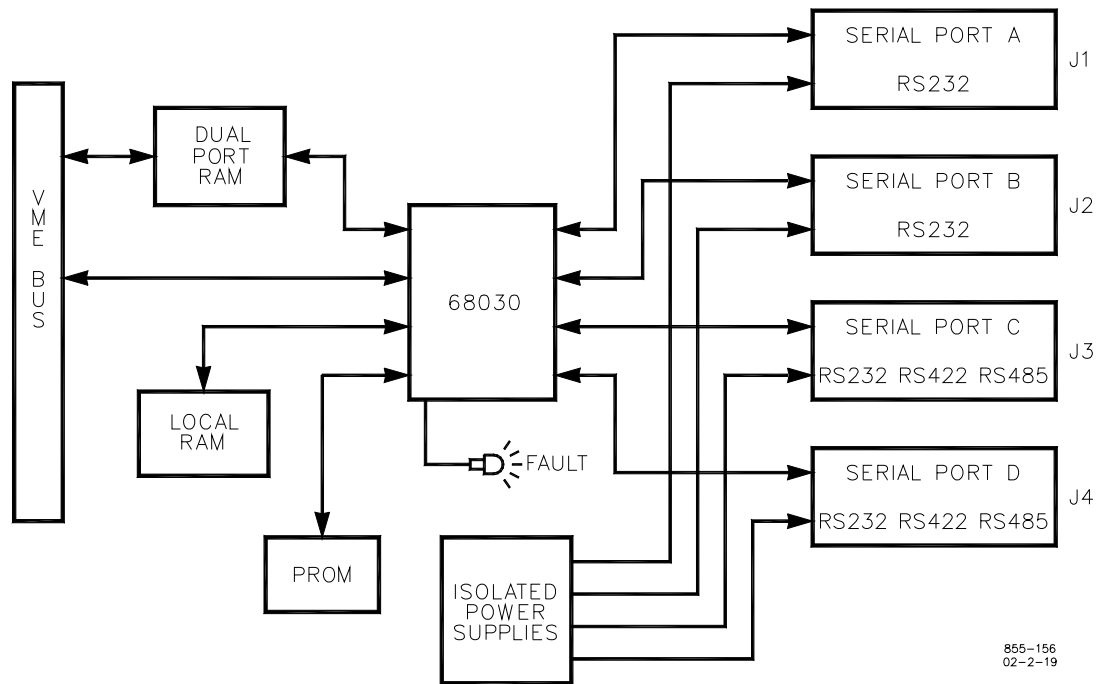 SERIAL PORT A
RS232
J1
DUAL
PORT
RAM
VME BUS
SERIAL PORT B
RS232
J2
68030
SERIAL PORT C
RS232 RS422 RS485
J3
LOCAL
RAM
FAULT
SERIAL PORT D
RS232 RS422 RS485
J4
PROM
ISOLATED
POWER
SUPPLIES
855-156
02-2-19